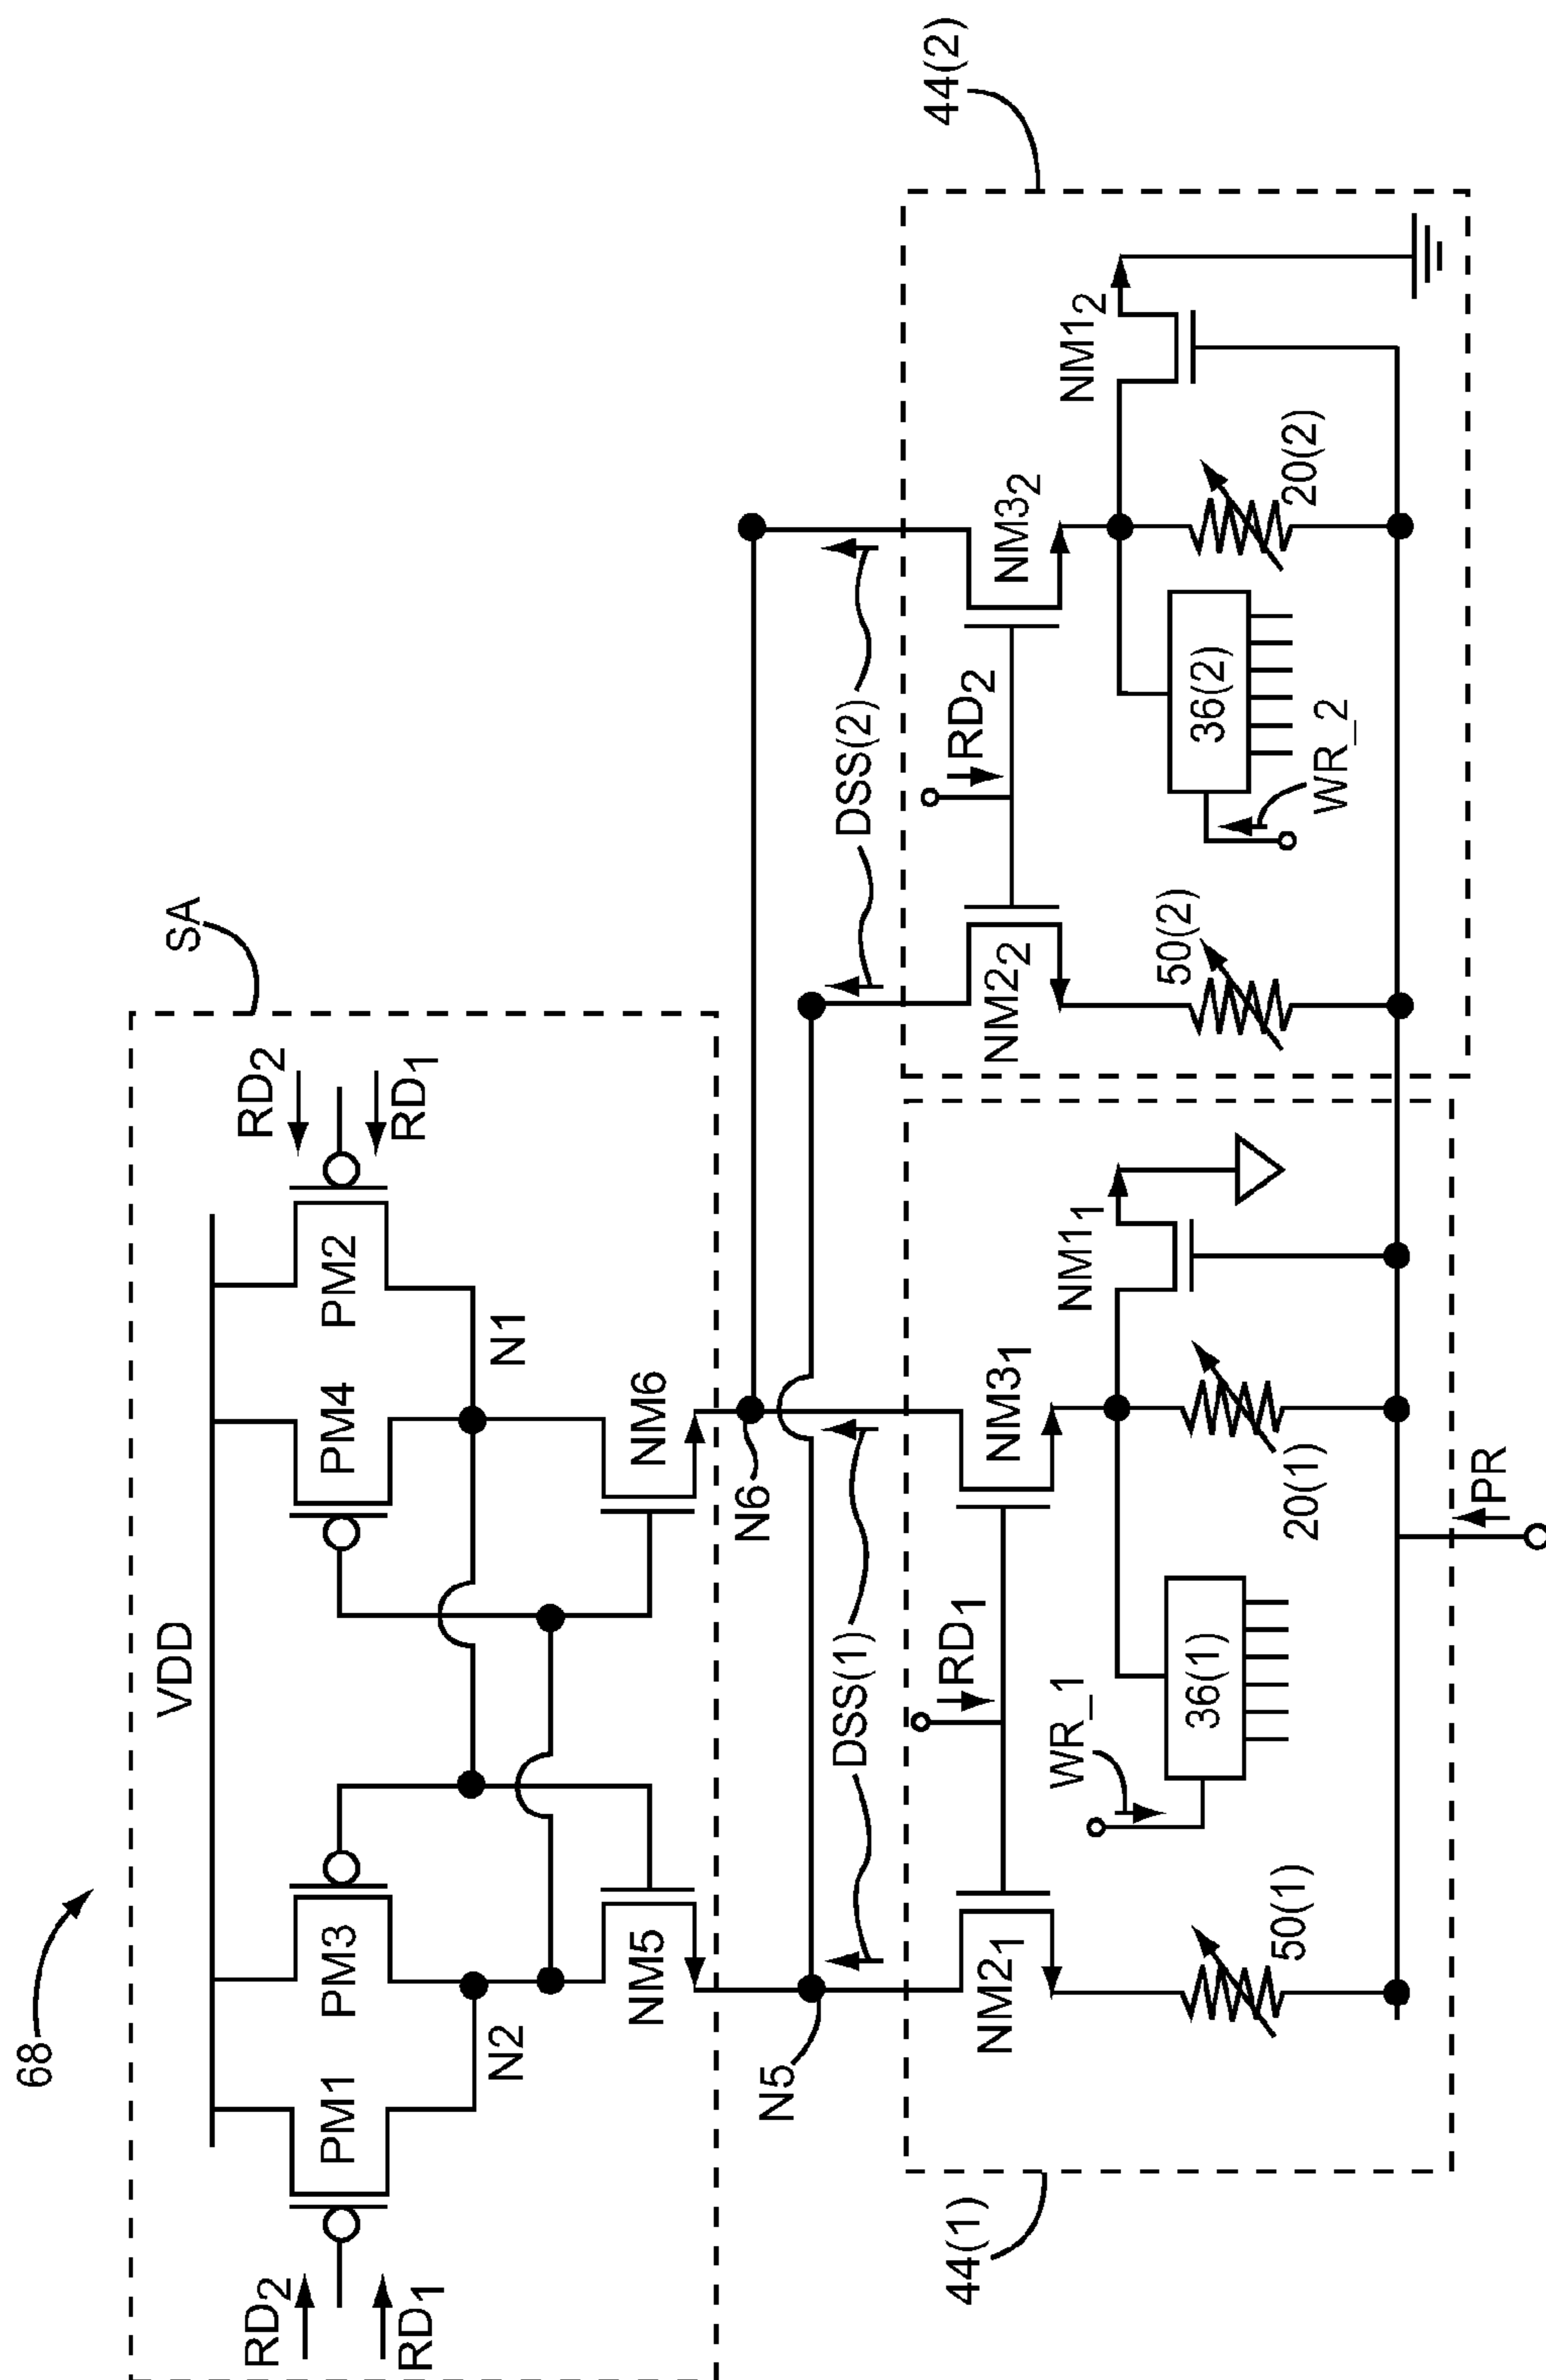 68
SA
VDD
RD2
RD1
PM1
PM3
PM4
PM2
RD2
RD1
N2
N1
NM5
NM6
N5
N6
DSS(1)
DSS(2)
44(1)
44(2)
NM21
RD1
NM31
WR_1
36(1)
NM11
50(1)
20(1)
NM22
RD2
NM32
NM12
36(2)
WR_2
50(2)
20(2)
PR